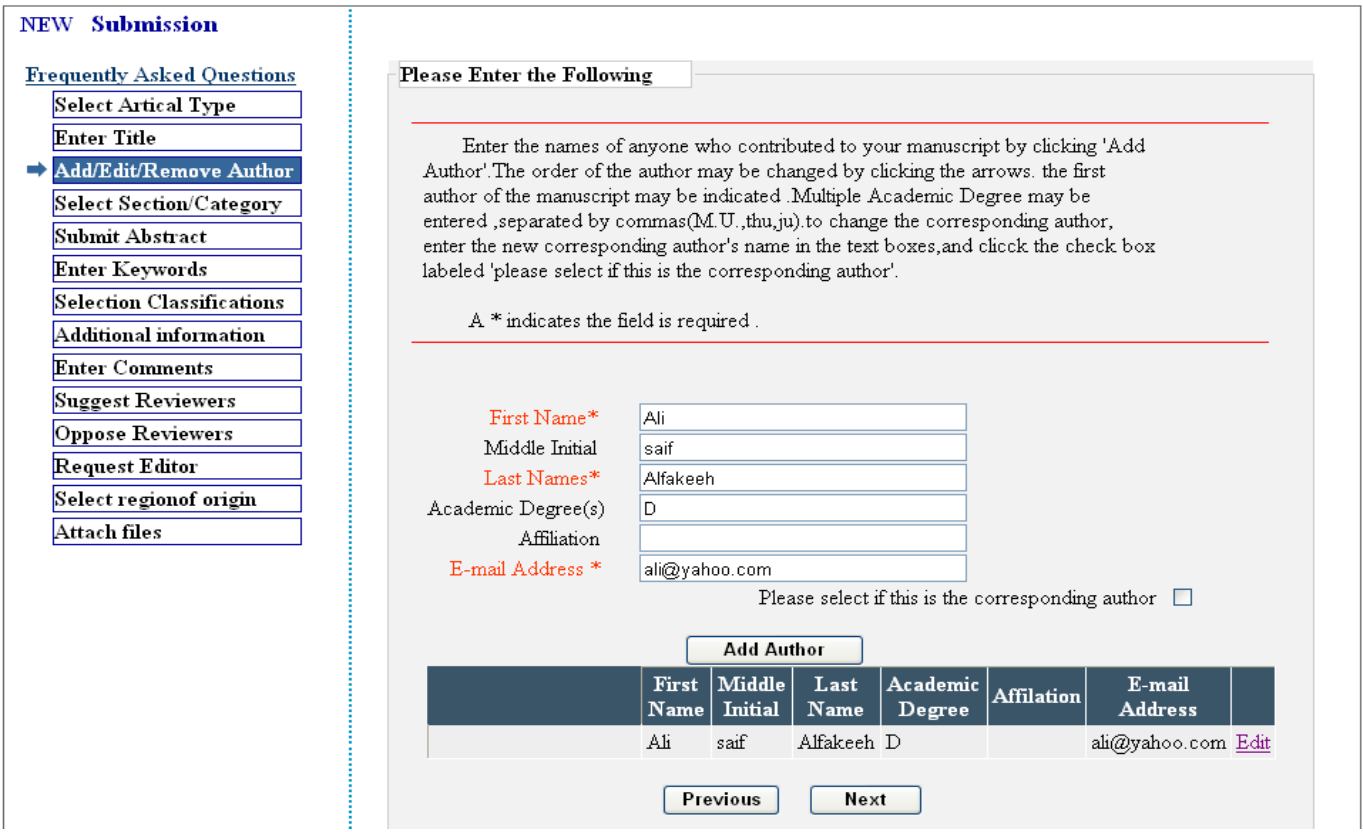 NEW Submission
Frequently Asked Questions
Select Artical Type
Enter Title
Add/Edit/Remove Author
Select Section/Category
Submit Abstract
Enter Keywords
Selection Classifications
Additional information
Enter Comments
Suggest Reviewers
Oppose Reviewers
Request Editor
Select regionof origin
Attach files
Please Enter the Following
Enter the names of anyone who contributed to your manuscript by clicking 'Add
Author'.The order of the author may be changed by clicking the arrows. the first
author of the manuscript may be indicated .Multiple Academic Degree may be
entered ,separated by commas(M.U.,thu,ju).to change the corresponding author,
enter the new corresponding author's name in the text boxes,and clicck the check box
labeled 'please select if this is the corresponding author'.
A * indicates the field is required .
First Name* Ali
Middle Initial saif
Last Names* Alfakeeh
Academic Degree(s) D
Affiliation
E-mail Address * ali@yahoo.com
Please select if this is the corresponding author
Add Author
First Name Middle Initial Last Name Academic Degree Affilation E-mail Address
Ali saif Alfakeeh D ali@yahoo.com Edit
Previous Next